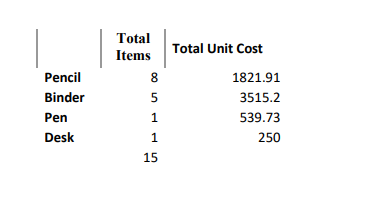 Total Items Total Unit Cost
Pencil 8 1821.91
Binder 5 3515.2
Pen 1 539.73
Desk 1 250
15